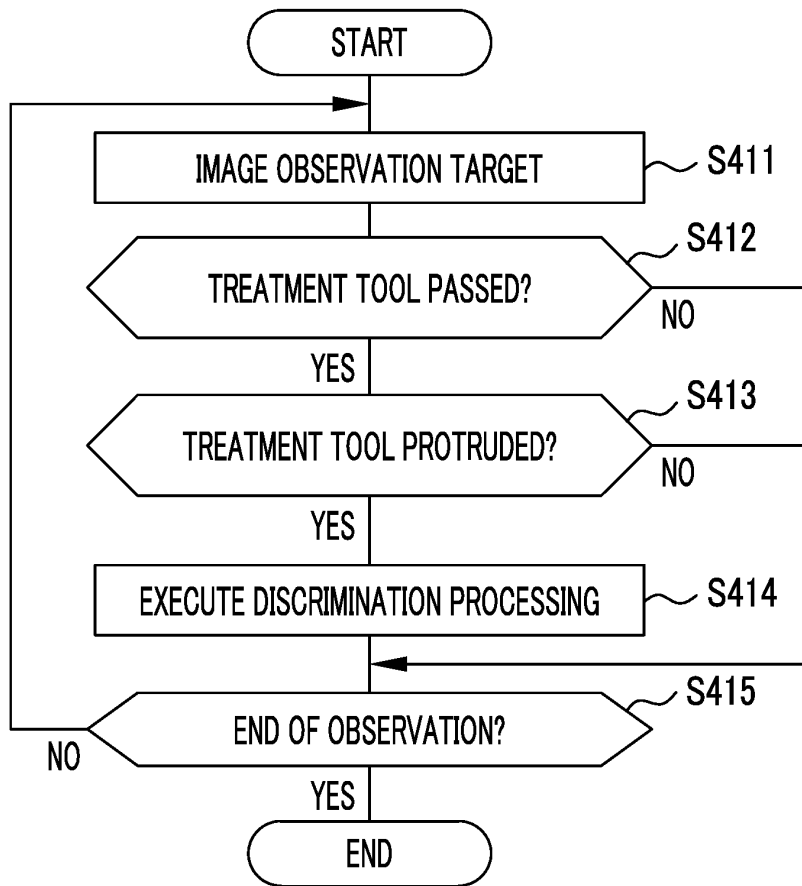 START
IMAGE OBSERVATION TARGET
S411
S412
TREATMENT TOOL PASSED?
NO
YES
S413
TREATMENT TOOL PROTRUDED?
NO
YES
EXECUTE DISCRIMINATION PROCESSING
S414
S415
END OF OBSERVATION?
NO
YES
END